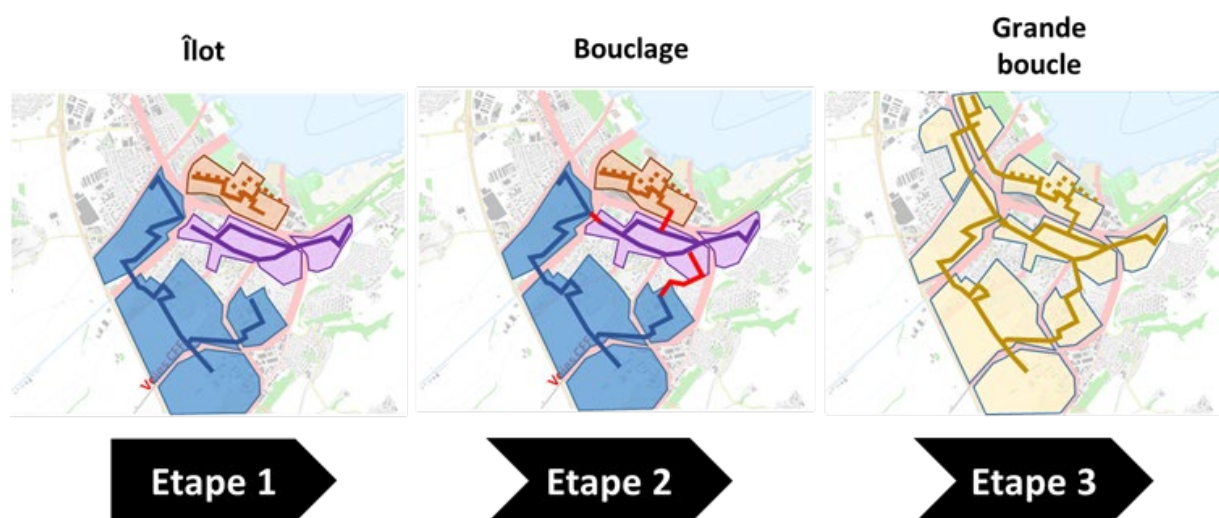 Îlot
Bouclage
Grande
boucle
Etape 1
Etape 2
Etape 3